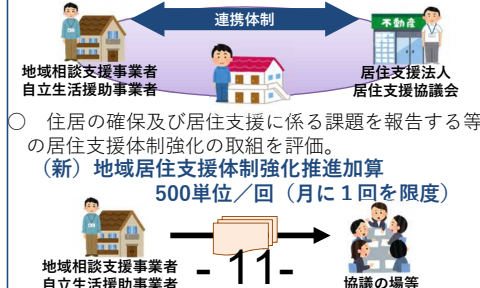 連携体制
不動産
地域相談支援事業者
自立生活援助事業者
居住支援法人
居住支援協議会
○ 住居の確保及び居住支援に係る課題を報告する等
の居住支援体制強化の取組を評価。
（新）地域居住支援体制強化推進加算
500単位／回（月に１回を限度）
地域相談支援事業者
自立生活援助事業者
- 11-
協議の場等